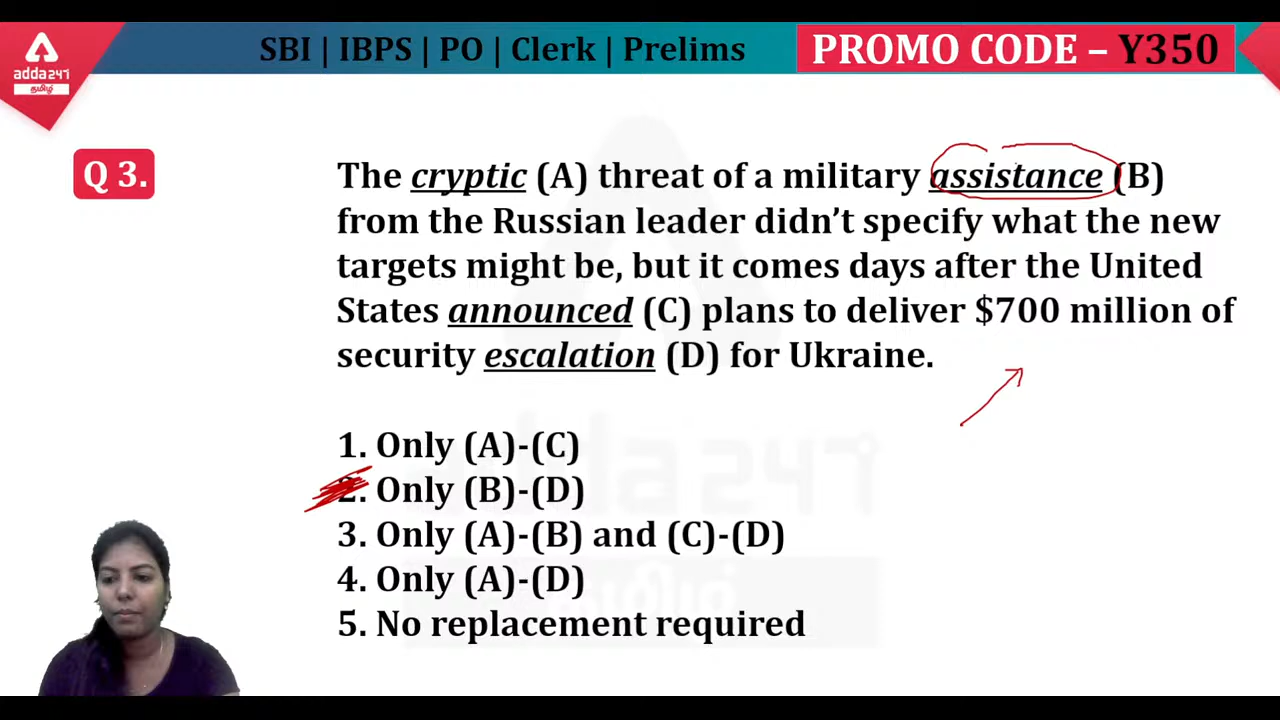 SBI | IBPS | PO | Clerk | Prelims
PROMO CODE – Y350
adda247
தமிழ்
Q 3.
The cryptic (A) threat of a military assistance (B)
from the Russian leader didn’t specify what the new
targets might be, but it comes days after the United
States announced (C) plans to deliver $700 million of
security escalation (D) for Ukraine.
1. Only (A)-(C)
2. Only (B)-(D)
3. Only (A)-(B) and (C)-(D)
4. Only (A)-(D)
5. No replacement required
adda247
தமிழ்